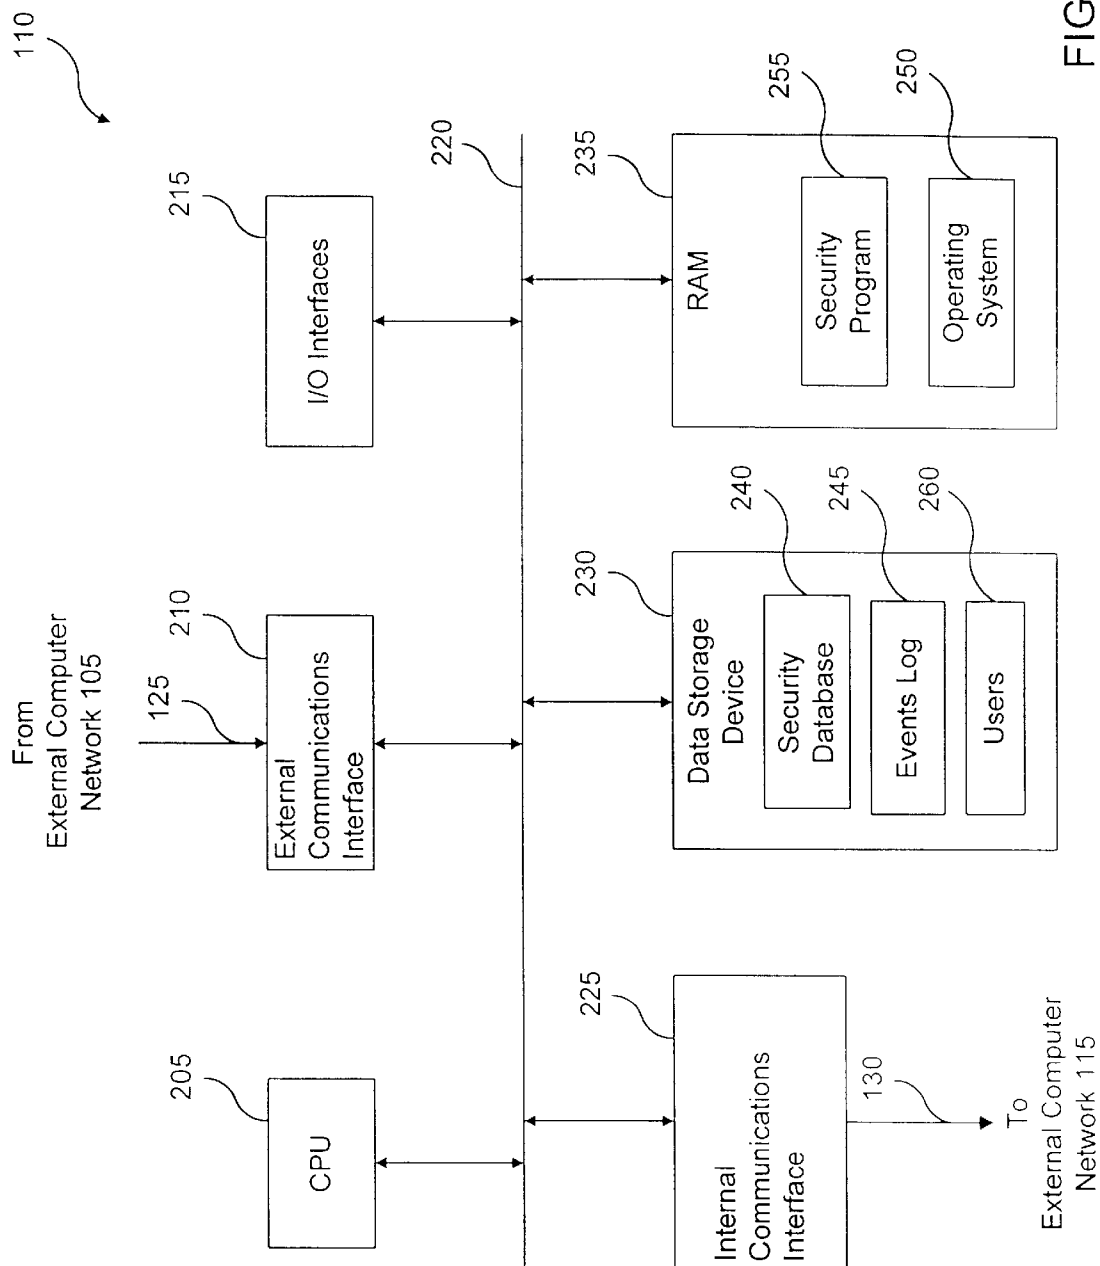 110
From
External Computer
Network 105
125
205
CPU
210
External
Communications
Interface
215
I/O Interfaces
220
225
Internal
Communications
Interface
130
To
External Computer
Network 115
230
Data Storage
Device
240
Security
Database
245
Events Log
260
Users
235
RAM
255
Security
Program
250
Operating
System
FIG